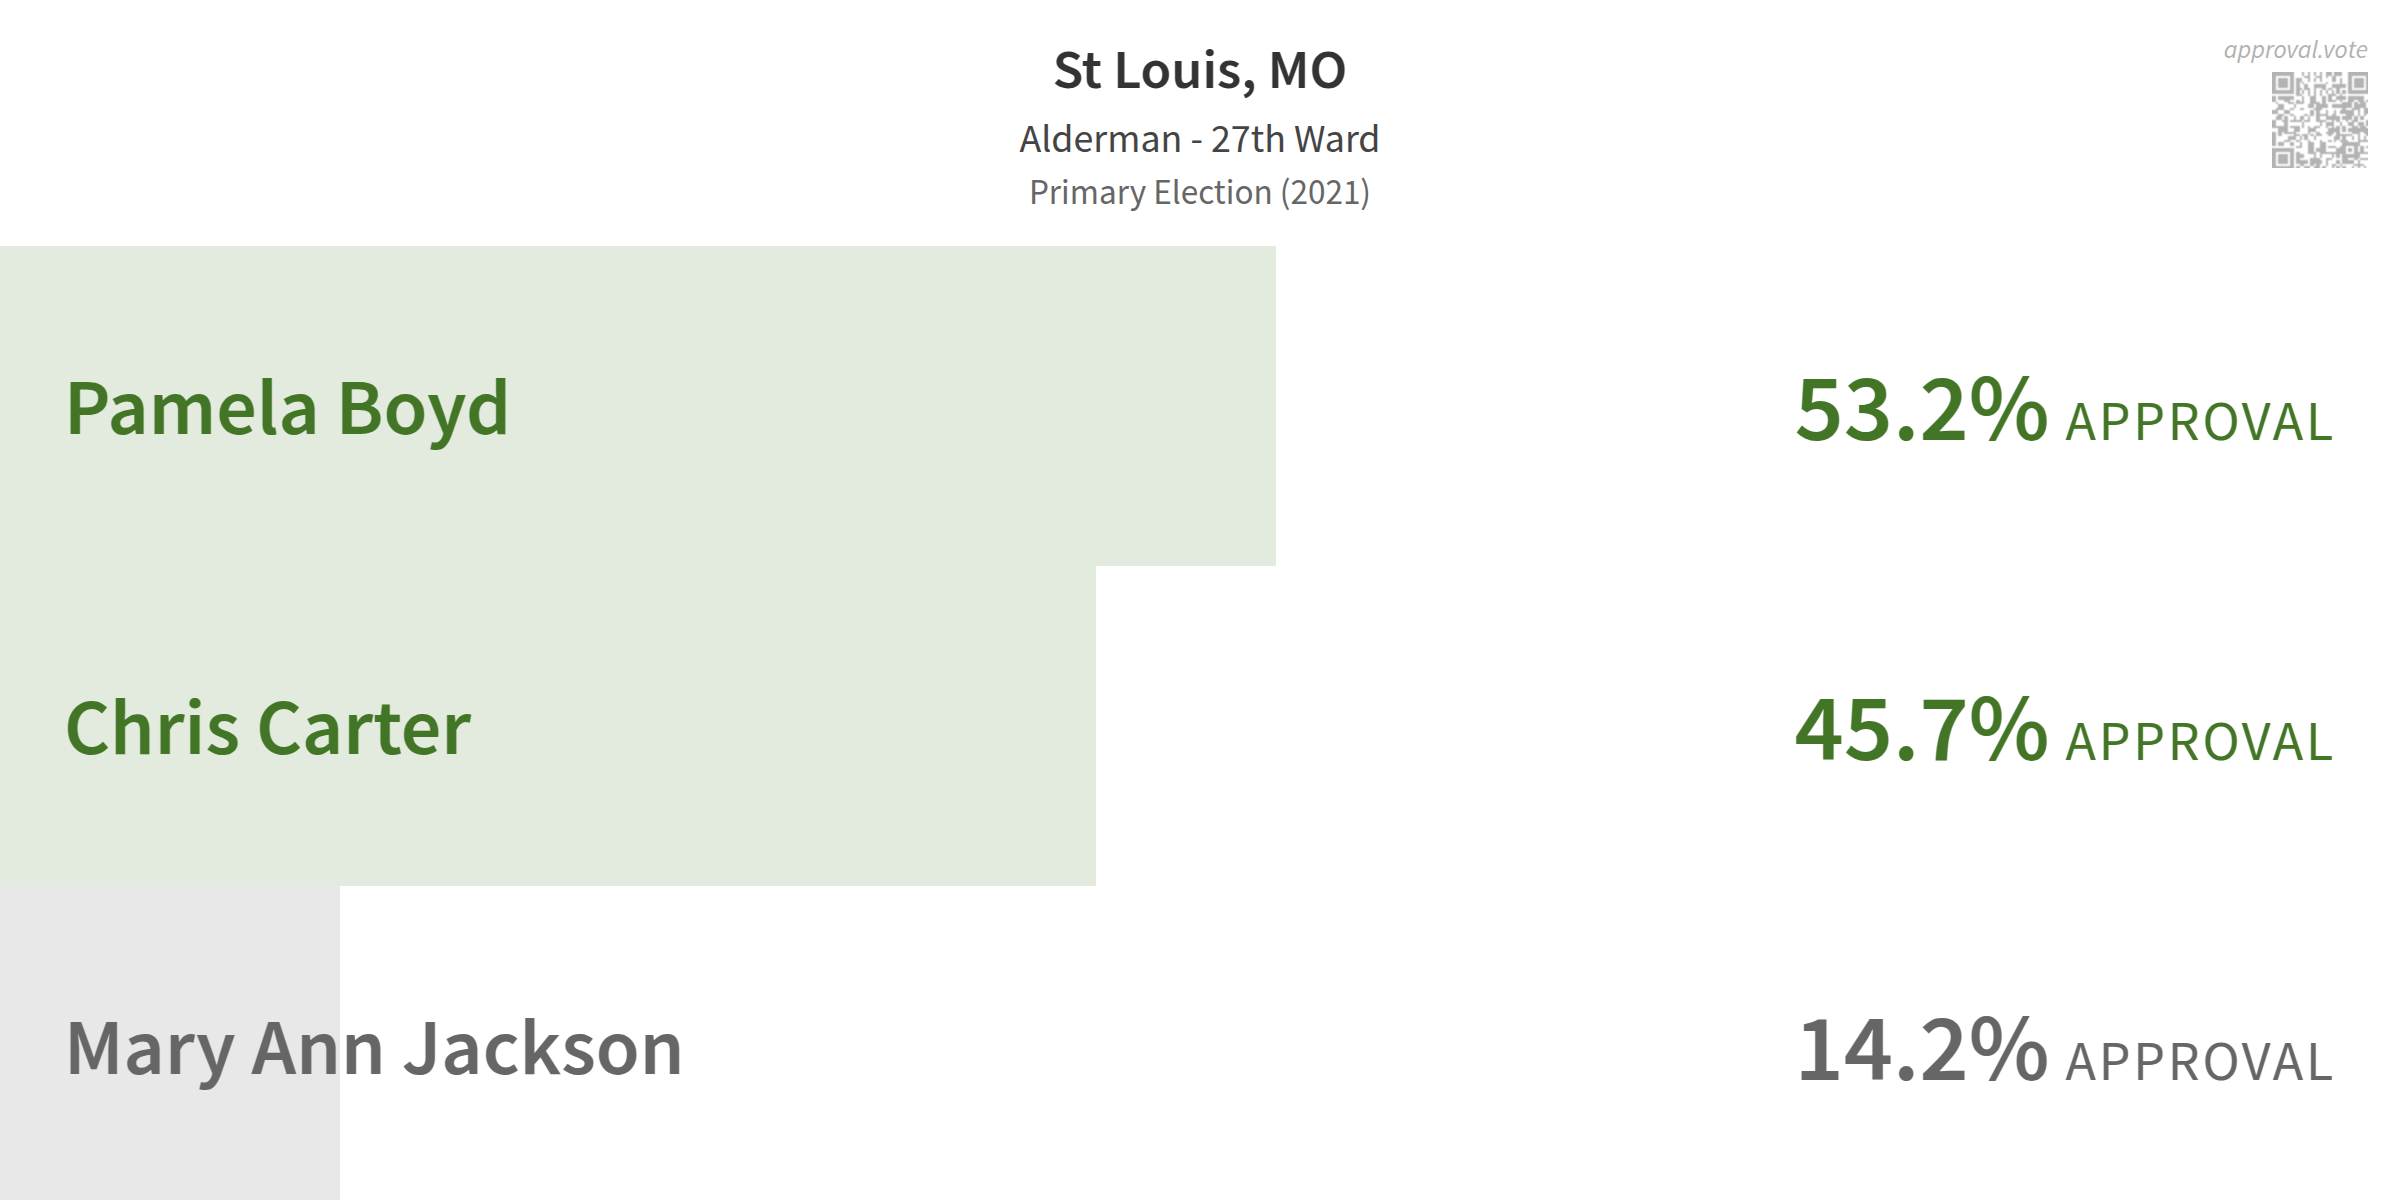 St Louis, MO
Alderman - 27th Ward
Primary Election (2021)
approval.vote
Pamela Boyd 53.2% APPROVAL
Chris Carter 45.7% APPROVAL
Mary Ann Jackson 14.2% APPROVAL